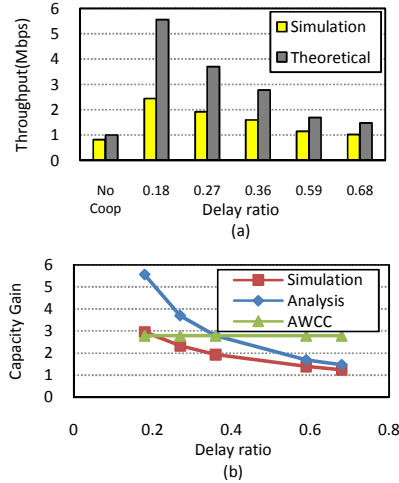 6
5
4
3
2
1
0
Throughput(Mbps)
Simulation
Theoretical
No Coop 0.18 0.27 0.36 0.59 0.68
Delay ratio
(a)
6
5
4
3
2
1
0
Capacity Gain
Simulation
Analysis
AWCC
0 0.2 0.4 0.6 0.8
Delay ratio
(b)